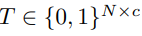 T ∈ {0, 1}^{N×c}